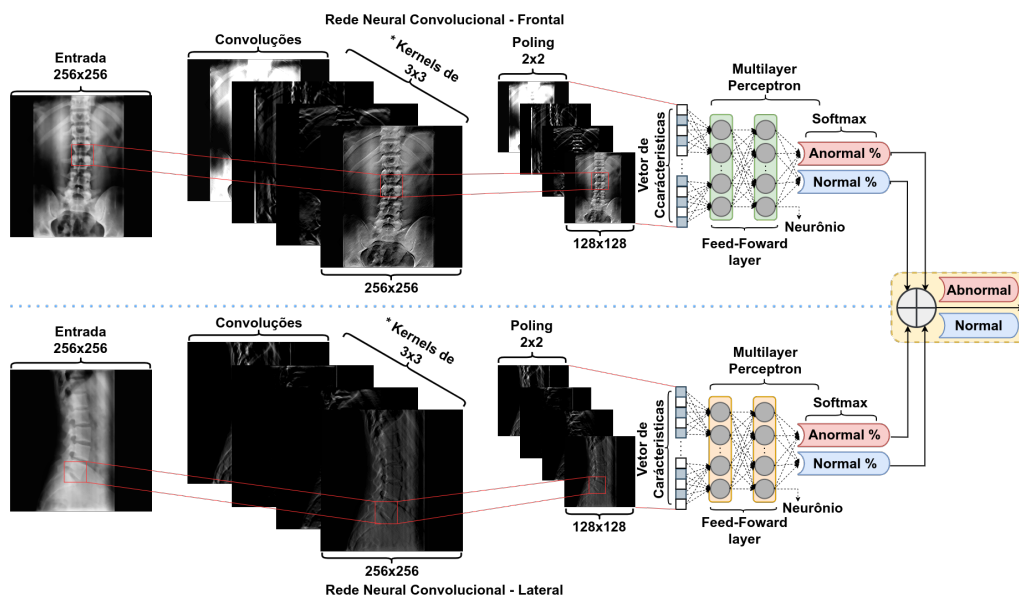 Rede Neural Convolucional - Frontal
Entrada
256x256
Convoluções
* Kernels de
3x3
256x256
Poling
2x2
128x128
Vetor de
Ccarácteristicas
Multilayer
Perceptron
Feed-Foward
layer
Softmax
Anormal %
Normal %
Neurônio
Abnormal
Normal
Entrada
256x256
Convoluções
* Kernels de
3x3
256x256
Poling
2x2
128x128
Vetor de
Carácteristicas
Multilayer
Perceptron
Feed-Foward
layer
Softmax
Anormal %
Normal %
Neurônio
Rede Neural Convolucional - Lateral